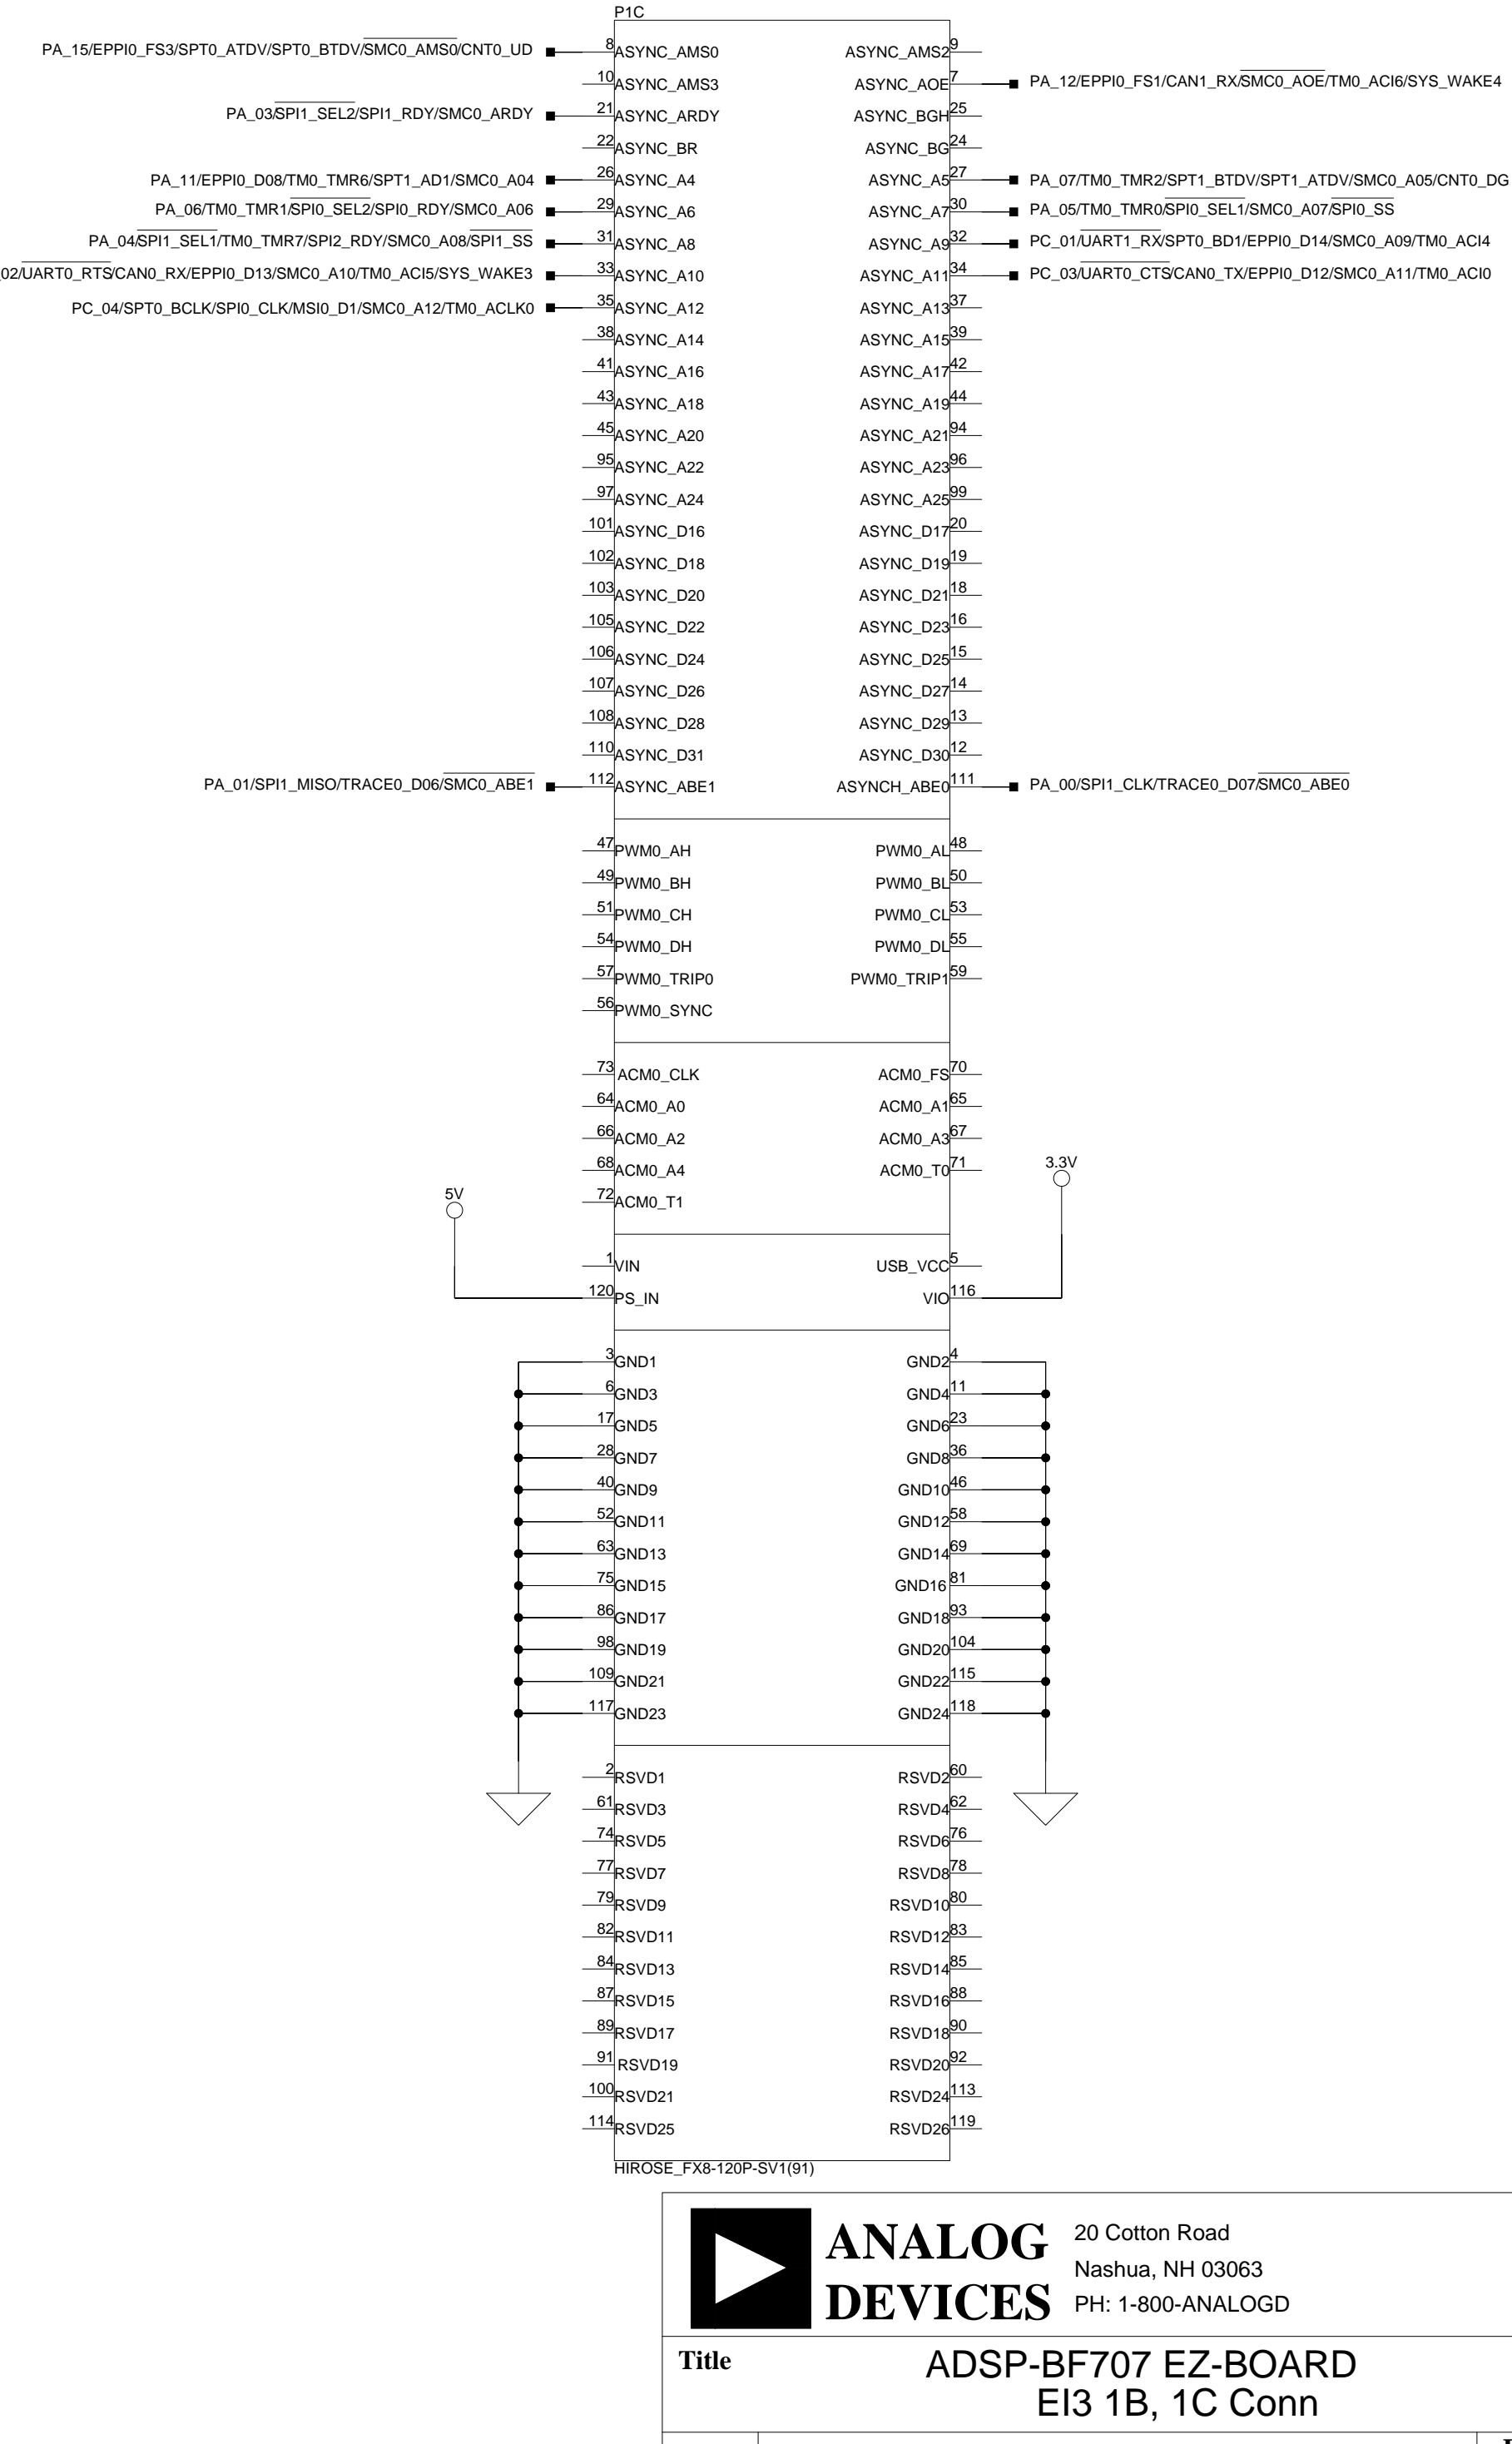 P1C
PA_15/EPPI0_FS3/SPT0_ATDV/SPT0_BTDV/SMC0_AMS0/CNT0_UD 8 ASYNC_AMS0 ASYNC_AMS2 9
10 ASYNC_AMS3 ASYNC_AOE 7 PA_12/EPPI0_FS1/CAN1_RX/SMC0_AOE/TM0_ACI6/SYS_WAKE4
PA_03/SPI1_SEL2/SPI1_RDY/SMC0_ARDY 21 ASYNC_ARDY ASYNC_BGH 25
22 ASYNC_BR ASYNC_BG 24
PA_11/EPPI0_D08/TM0_TMR6/SPT1_AD1/SMC0_A04 26 ASYNC_A4 ASYNC_A5 27 PA_07/TM0_TMR2/SPT1_BTDV/SPT1_ATDV/SMC0_A05/CNT0_DG
PA_06/TM0_TMR1/SPI0_SEL2/SPI0_RDY/SMC0_A06 29 ASYNC_A6 ASYNC_A7 30 PA_05/TM0_TMR0/SPI0_SEL1/SMC0_A07/SPI0_SS
PA_04/SPI1_SEL1/TM0_TMR7/SPI2_RDY/SMC0_A08/SPI1_SS 31 ASYNC_A8 ASYNC_A9 32 PC_01/UART1_RX/SPT0_BD1/EPPI0_D14/SMC0_A09/TM0_ACI4
02/UART0_RTS/CAN0_RX/EPPI0_D13/SMC0_A10/TM0_ACI5/SYS_WAKE3 33 ASYNC_A10 ASYNC_A11 34 PC_03/UART0_CTS/CAN0_TX/EPPI0_D12/SMC0_A11/TM0_ACI0
PC_04/SPT0_BCLK/SPI0_CLK/MSI0_D1/SMC0_A12/TM0_ACLK0 35 ASYNC_A12 ASYNC_A13 37
38 ASYNC_A14 ASYNC_A15 39
41 ASYNC_A16 ASYNC_A17 42
43 ASYNC_A18 ASYNC_A19 44
45 ASYNC_A20 ASYNC_A21 94
95 ASYNC_A22 ASYNC_A23 96
97 ASYNC_A24 ASYNC_A25 99
101 ASYNC_D16 ASYNC_D17 20
102 ASYNC_D18 ASYNC_D19 19
103 ASYNC_D20 ASYNC_D21 18
105 ASYNC_D22 ASYNC_D23 16
106 ASYNC_D24 ASYNC_D25 15
107 ASYNC_D26 ASYNC_D27 14
108 ASYNC_D28 ASYNC_D29 13
110 ASYNC_D31 ASYNC_D30 12
PA_01/SPI1_MISO/TRACE0_D06/SMC0_ABE1 112 ASYNC_ABE1 ASYNCH_ABE0 111 PA_00/SPI1_CLK/TRACE0_D07/SMC0_ABE0
47 PWM0_AH PWM0_AL 48
49 PWM0_BH PWM0_BL 50
51 PWM0_CH PWM0_CL 53
54 PWM0_DH PWM0_DL 55
57 PWM0_TRIP0 PWM0_TRIP1 59
56 PWM0_SYNC
73 ACM0_CLK ACM0_FS 70
64 ACM0_A0 ACM0_A1 65
66 ACM0_A2 ACM0_A3 67
68 ACM0_A4 ACM0_T0 71 3.3V
5V 72 ACM0_T1
1 VIN USB_VCC 5
120 PS_IN VIO 116
3 GND1 GND2 4
6 GND3 GND4 11
17 GND5 GND6 23
28 GND7 GND8 36
40 GND9 GND10 46
52 GND11 GND12 58
63 GND13 GND14 69
75 GND15 GND16 81
86 GND17 GND18 93
98 GND19 GND20 104
109 GND21 GND22 115
117 GND23 GND24 118
2 RSVD1 RSVD2 60
61 RSVD3 RSVD4 62
74 RSVD5 RSVD6 76
77 RSVD7 RSVD8 78
79 RSVD9 RSVD10 80
82 RSVD11 RSVD12 83
84 RSVD13 RSVD14 85
87 RSVD15 RSVD16 88
89 RSVD17 RSVD18 90
91 RSVD19 RSVD20 92
100 RSVD21 RSVD24 113
114 RSVD25 RSVD26 119
HIROSE_FX8-120P-SV1(91)
ANALOG DEVICES
20 Cotton Road
Nashua, NH 03063
PH: 1-800-ANALOGD
Title
ADSP-BF707 EZ-BOARD
EI3 1B, 1C Conn